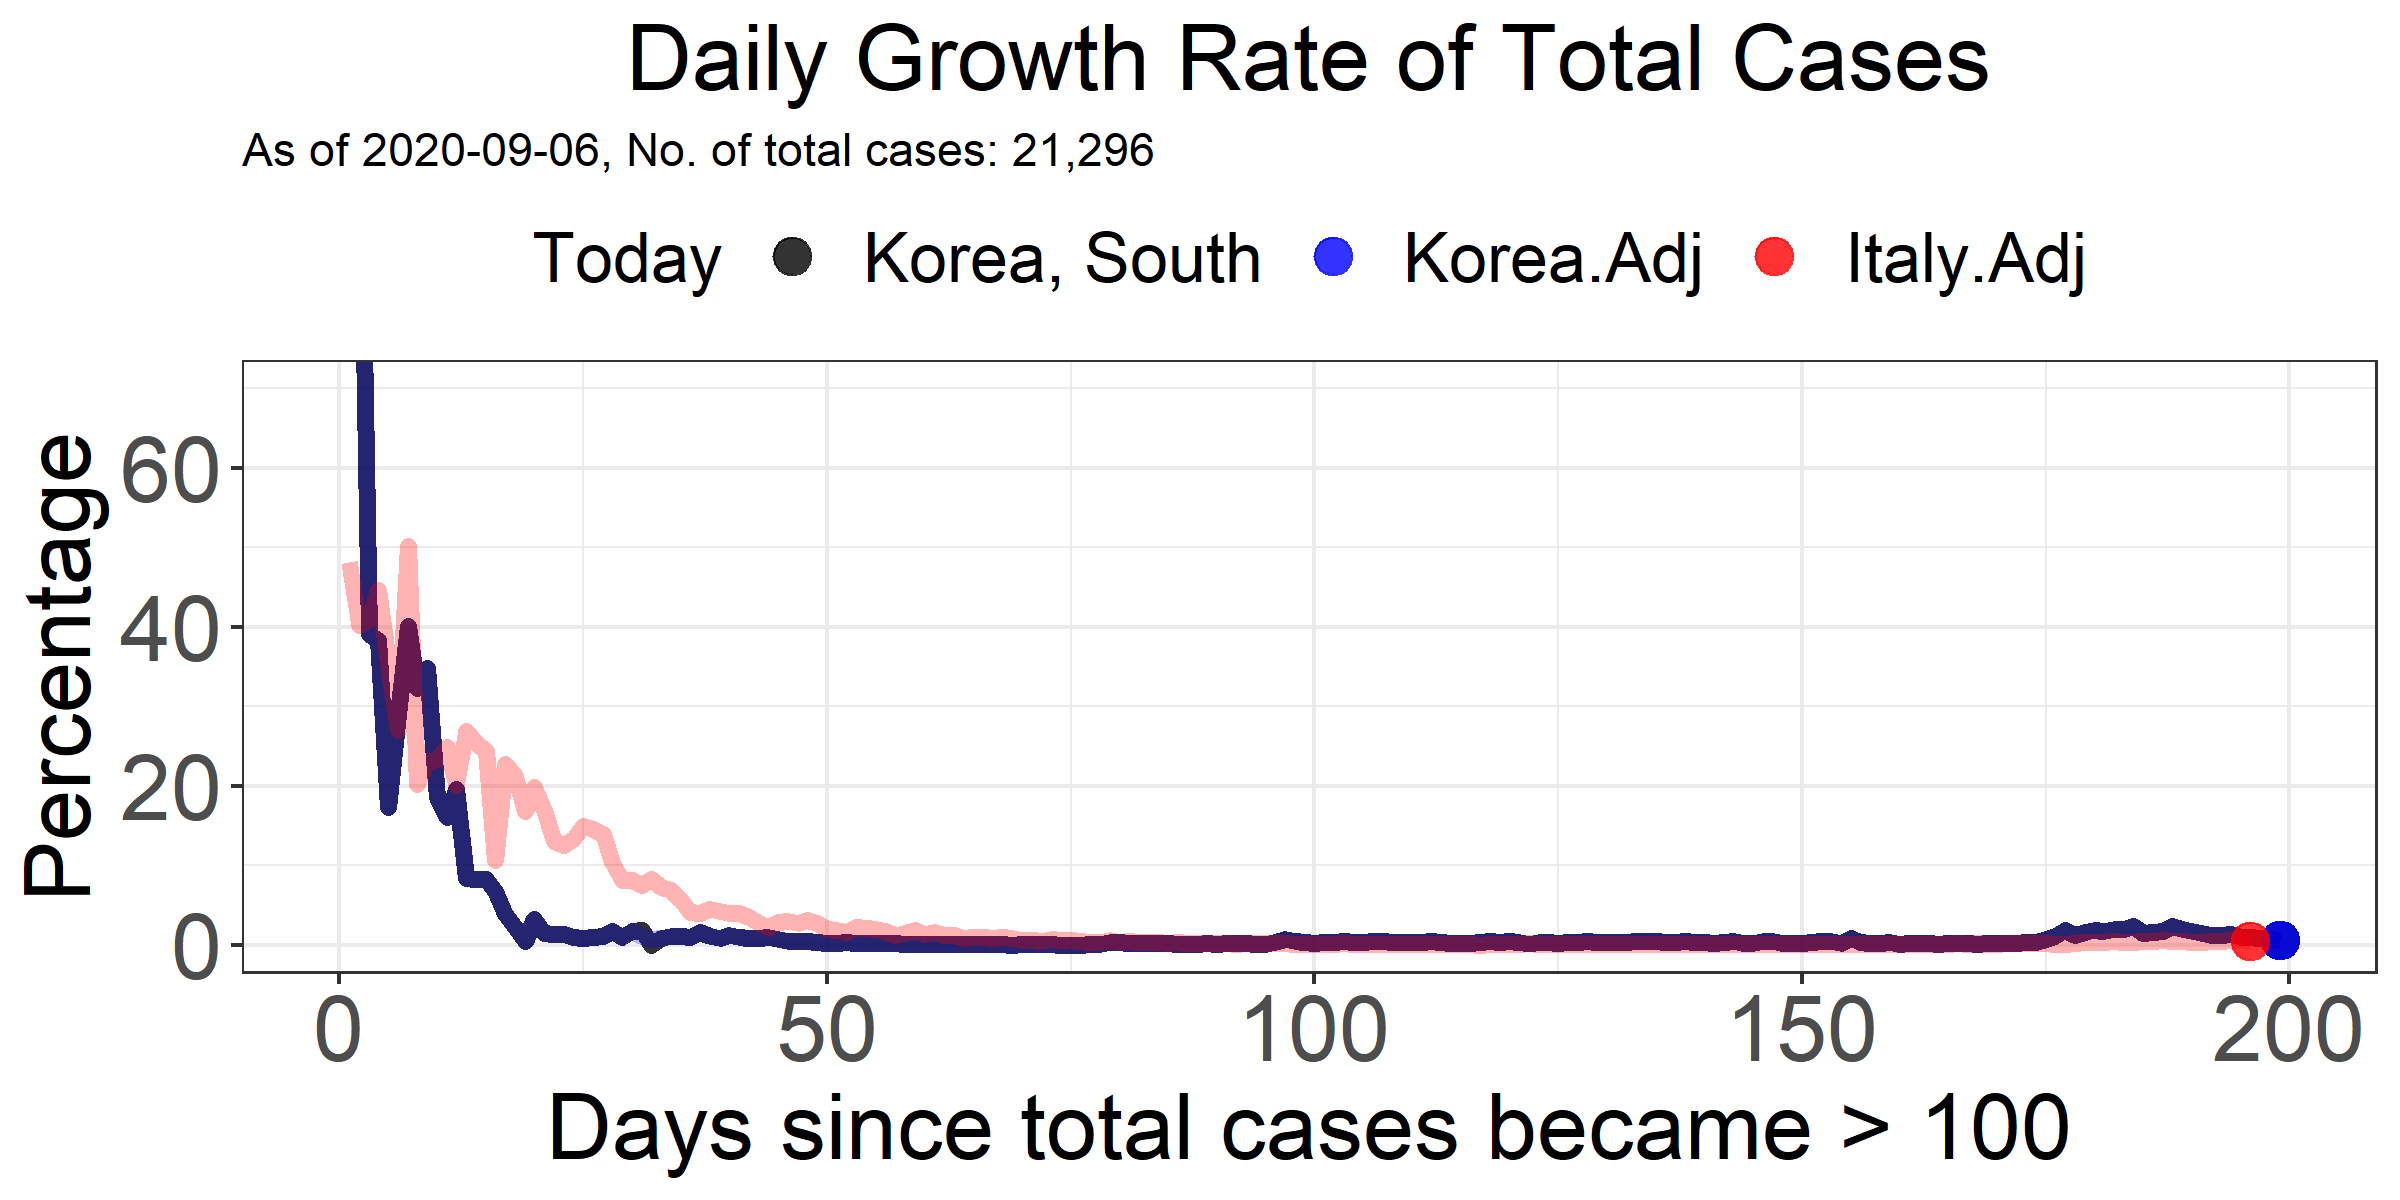 Daily Growth Rate of Total Cases
As of 2020-09-06, No. of total cases: 21,296
Today Korea, South Korea.Adj Italy.Adj
Percentage
60
40
20
0
0 50 100 150 200
Days since total cases became > 100